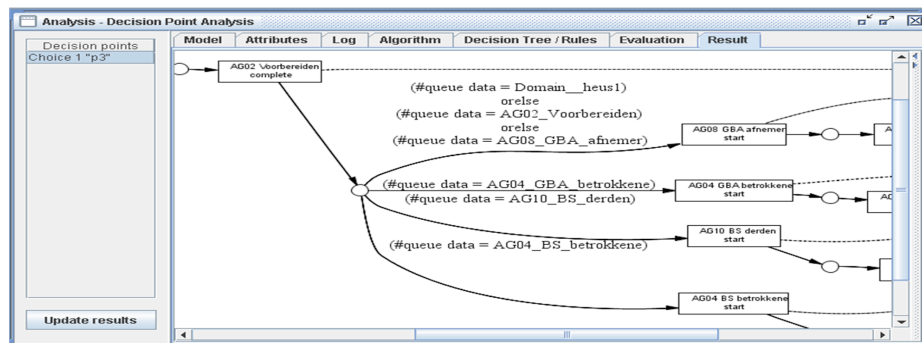 Analysis - Decision Point Analysis
Decision points
Choice 1 "p3"
Update results
Model Attributes Log Algorithm Decision Tree / Rules Evaluation Result
AG02 Voorbereiden
complete
(#queue data = Domain__heus1)
orelse
(#queue data = AG02_Voorbereiden)
orelse
(#queue data = AG08_GBA_afnemer)
AG08 GBA afnemer
start
(#queue data = AG04_GBA_betrokkene)
AG04 GBA betrokkene
start
(#queue data = AG10_BS_derden)
AG10 BS derden
start
(#queue data = AG04_BS_betrokkene)
AG04 BS betrokkene
start